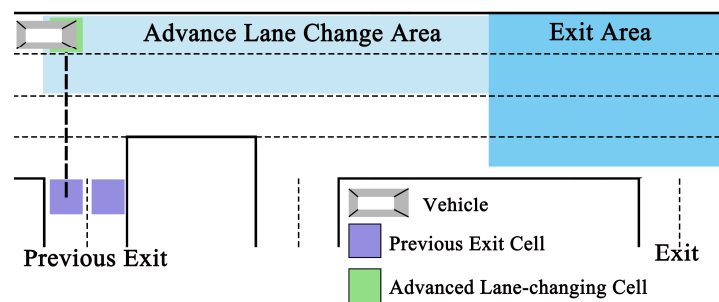 Advance Lane Change Area
Exit Area
Vehicle
Previous Exit Cell
Previous Exit
Exit
Advanced Lane-changing Cell